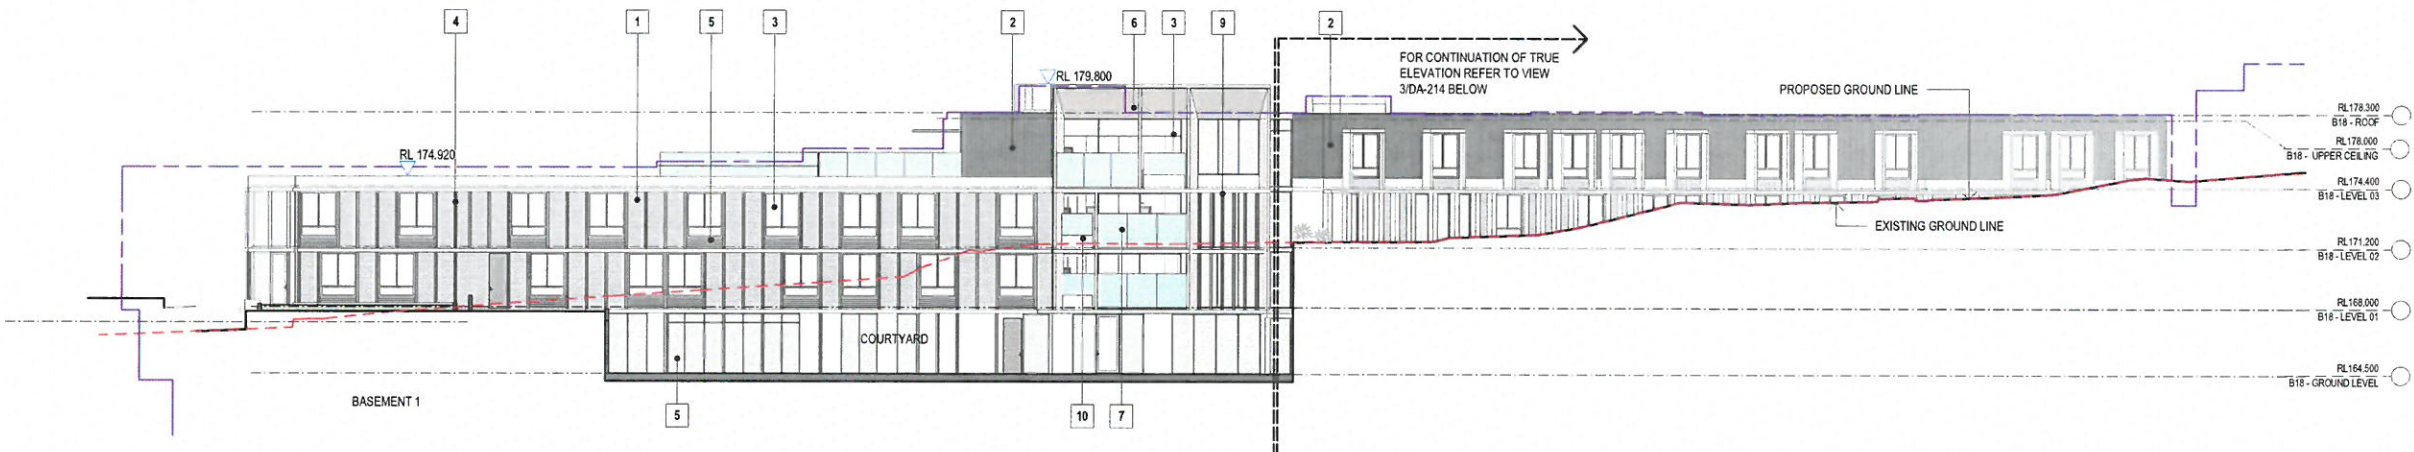 4
1
5
3
2
6
3
9
2
FOR CONTINUATION OF TRUE
ELEVATION REFER TO VIEW
3/DA-214 BELOW
RL 179.800
PROPOSED GROUND LINE
RL178.300
B18 - ROOF
RL178.000
B18 - UPPER CEILING
RL 174.920
RL174.400
B18 - LEVEL 03
EXISTING GROUND LINE
RL171.200
B18 - LEVEL 02
RL168.000
B18 - LEVEL 01
COURTYARD
RL164.500
B18 - GROUND LEVEL
BASEMENT 1
5
10
7